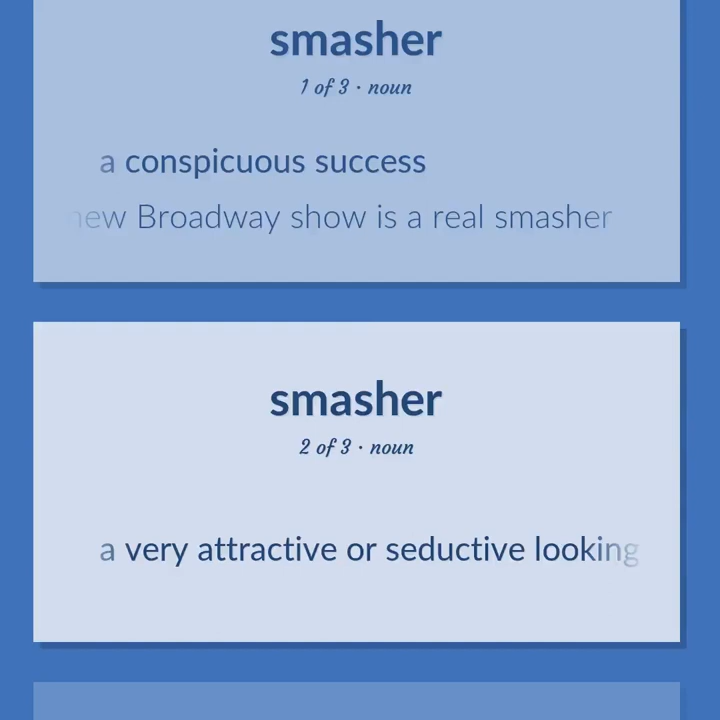 smasher
1 of 3 · noun
a conspicuous success
new Broadway show is a real smasher
smasher
2 of 3 · noun
a very attractive or seductive looking